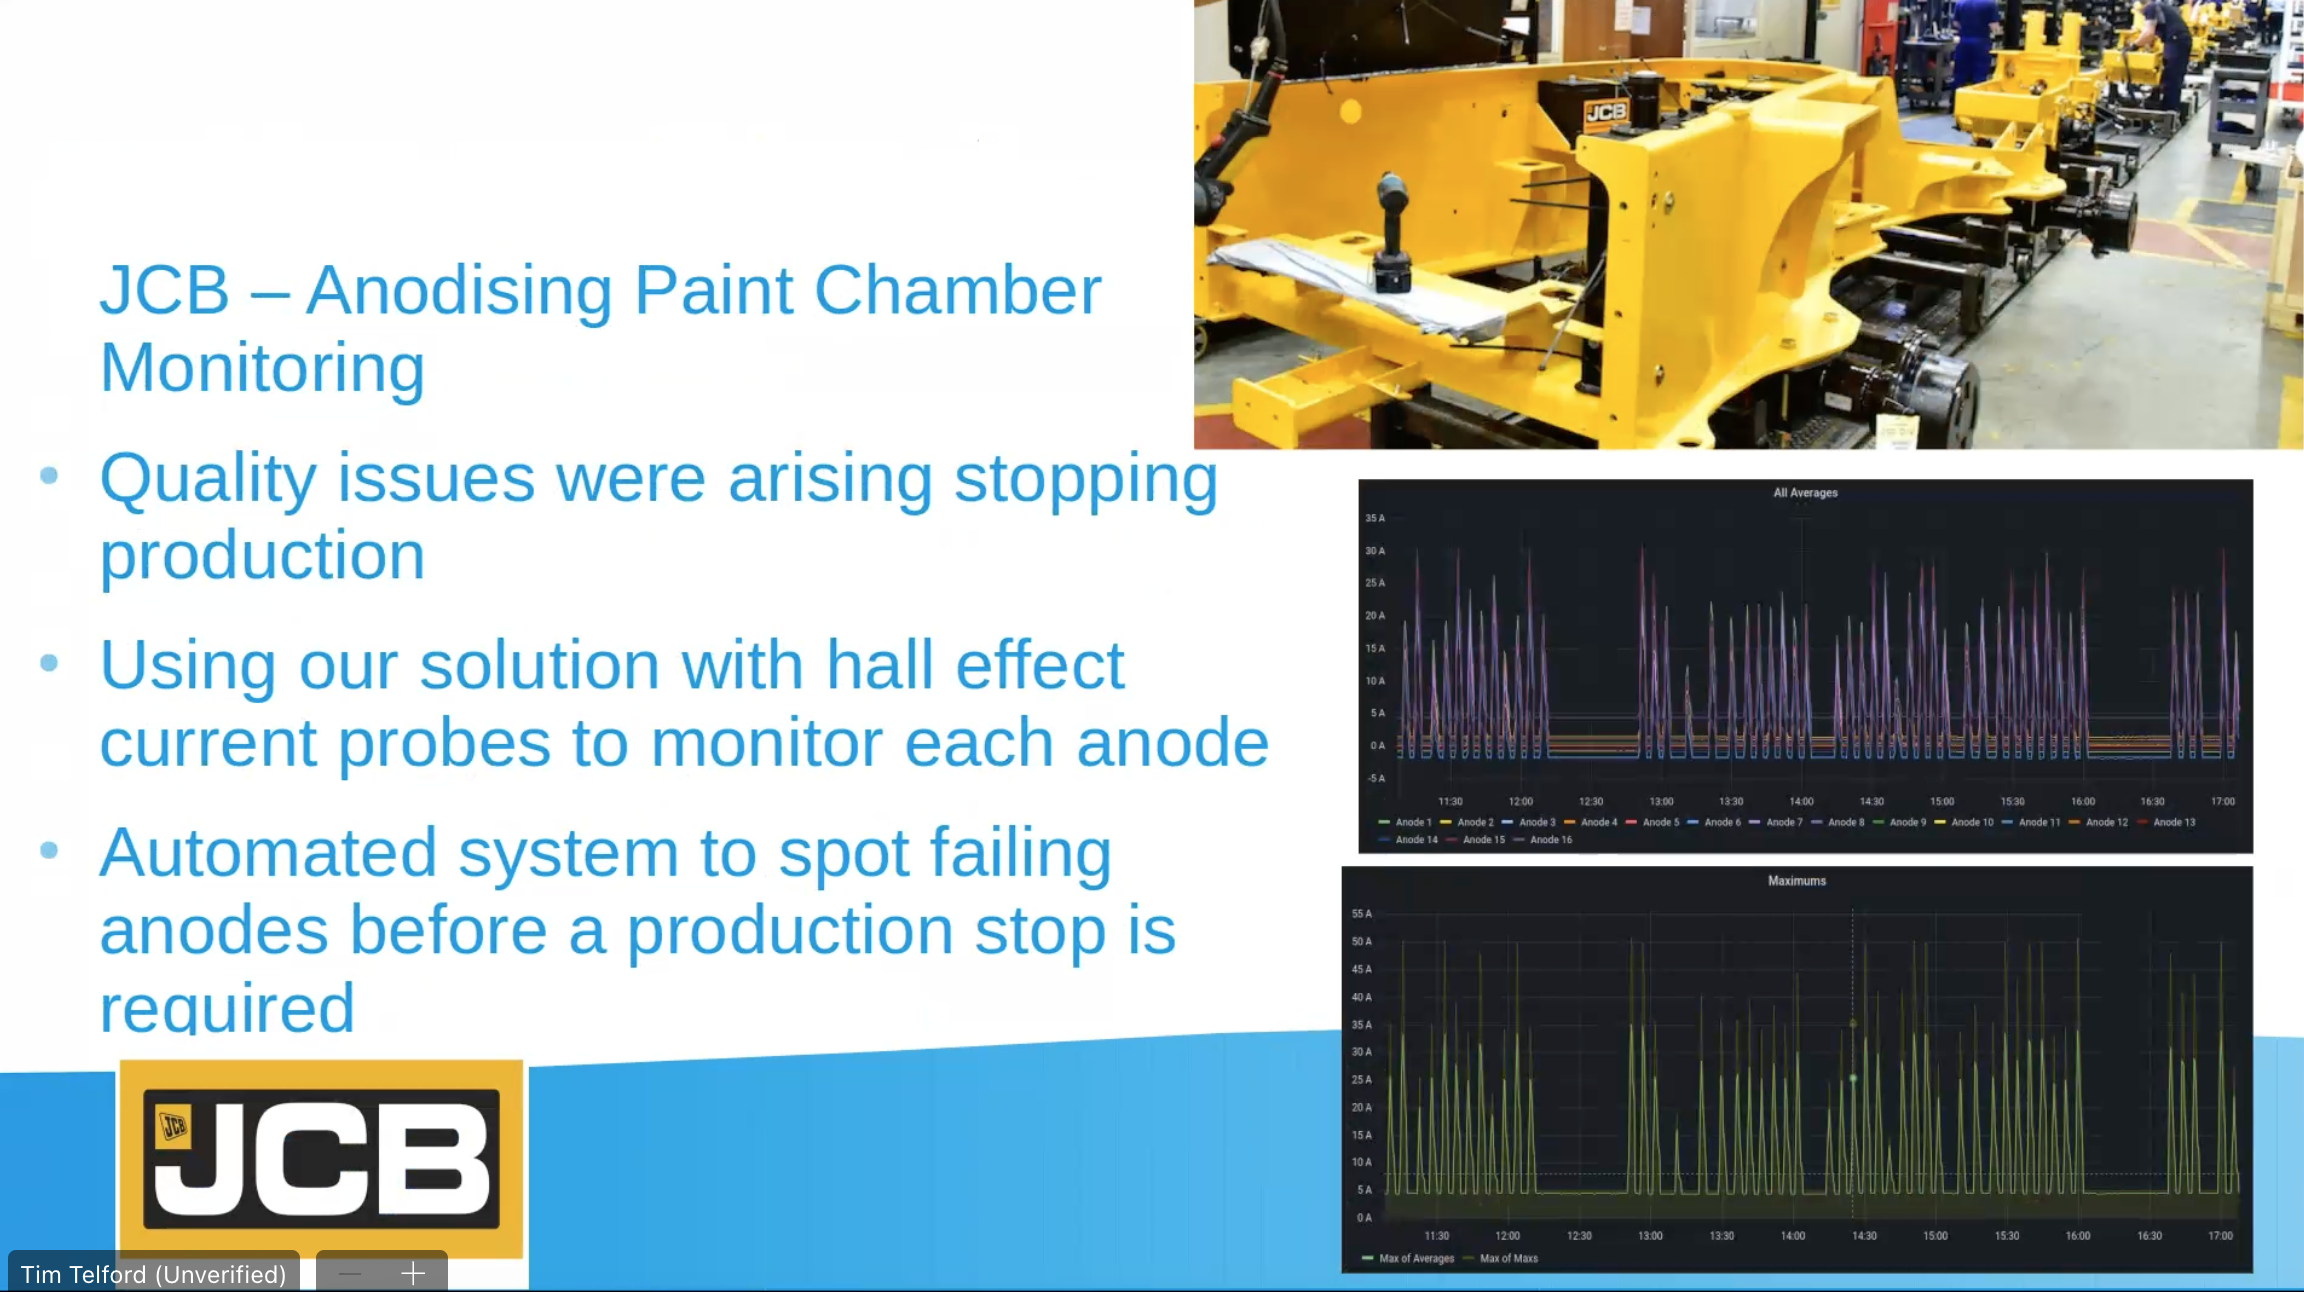 JCB
JCB – Anodising Paint Chamber
Monitoring
• Quality issues were arising stopping
production
• Using our solution with hall effect
current probes to monitor each anode
• Automated system to spot failing
anodes before a production stop is
required
All Averages
35 A
30 A
25 A
20 A
15 A
10 A
5 A
0 A
-5 A
11:30 12:00 12:30 13:00 13:30 14:00 14:30 15:00 15:30 16:00 16:30 17:00
Anode 1 Anode 2 Anode 3 Anode 4 Anode 5 Anode 6 Anode 7 Anode 8 Anode 9 Anode 10 Anode 11 Anode 12 Anode 13
Anode 14 Anode 15 Anode 16
Maximums
55 A
50 A
45 A
40 A
35 A
30 A
25 A
20 A
15 A
10 A
5 A
0 A
11:30 12:00 12:30 13:00 13:30 14:00 14:30 15:00 15:30 16:00 16:30 17:00
Max of Averages Max of Maxs
JCB
JCB
Tim Telford (Unverified)